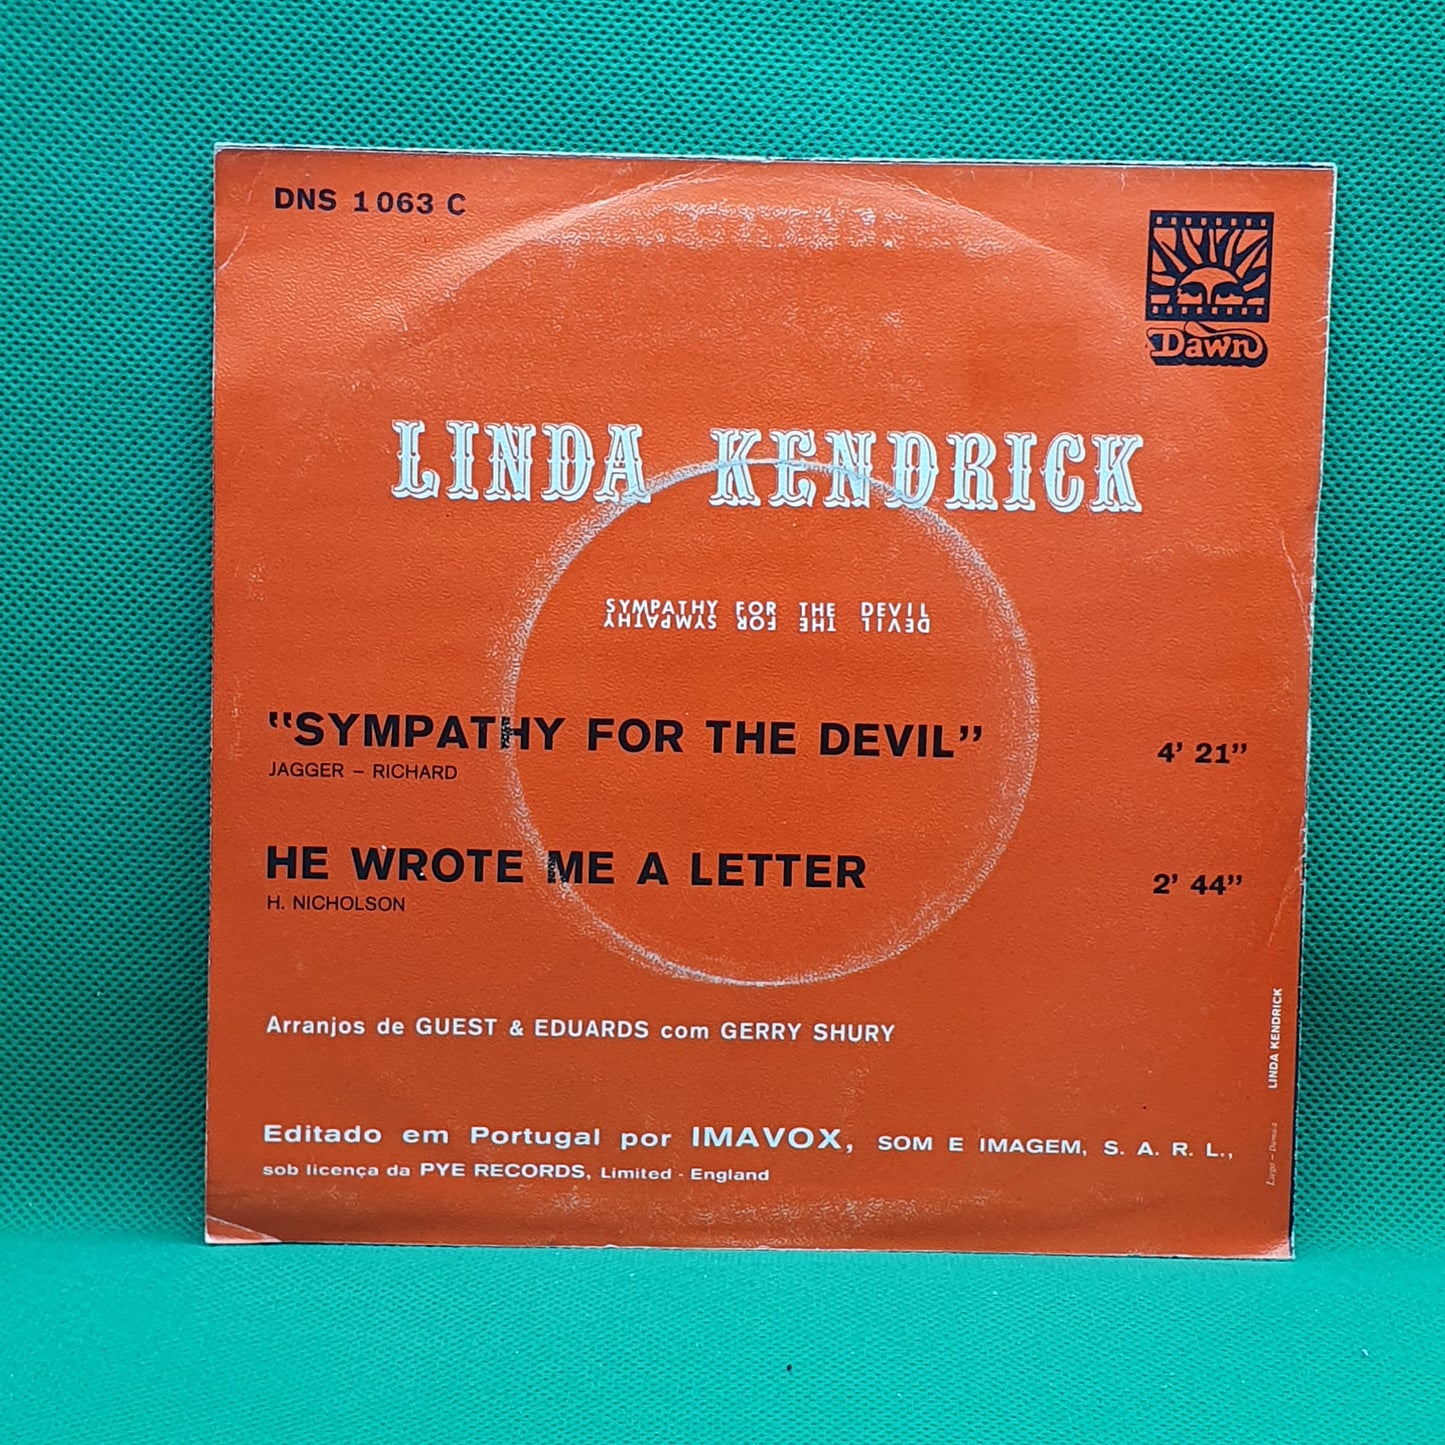 DNS 1063 C
Dawn
LINDA KENDRICK
SYMPATHY FOR THE DEVIL
SYMPATHY FOR THE DEVIL
"SYMPATHY FOR THE DEVIL" 4' 21"
JAGGER – RICHARD
HE WROTE ME A LETTER 2' 44"
H. NICHOLSON
Arranjos de GUEST & EDUARDS com GERRY SHURY
Editado em Portugal por IMAVOX, SOM E IMAGEM, S. A. R. L.,
sob licença da PYE RECORDS, Limited - England
LINDA KENDRICK